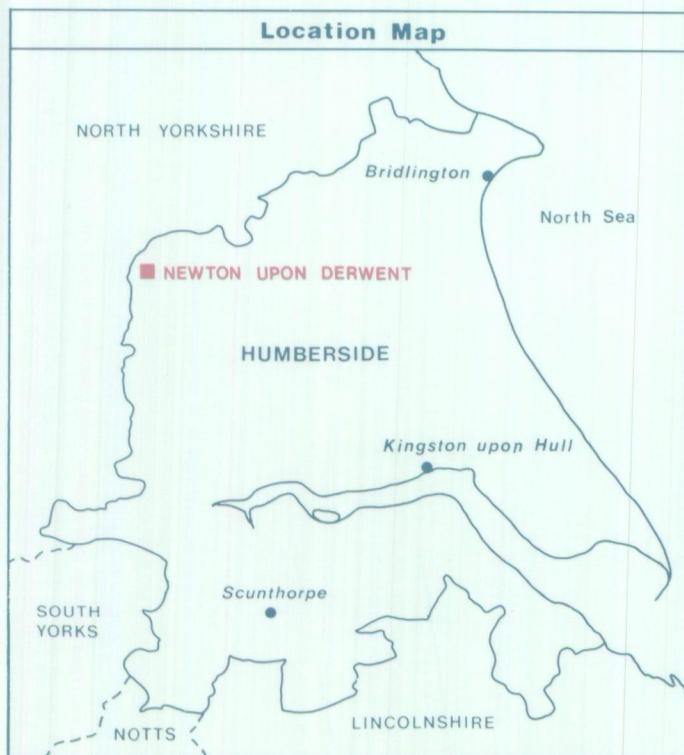 Location Map
NORTH YORKSHIRE
Bridlington
North Sea
NEWTON UPON DERWENT
HUMBERSIDE
Kingston upon Hull
Scunthorpe
SOUTH
YORKS
LINCOLNSHIRE
NOTTS